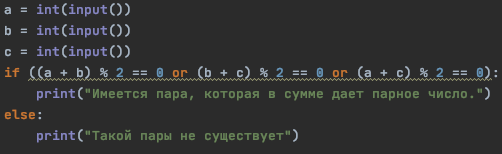 a = int(input())
b = int(input())
c = int(input())
if ((a + b) % 2 == 0 or (b + c) % 2 == 0 or (a + c) % 2 == 0):
    print("Имеется пара, которая в сумме дает парное число.")
else:
    print("Такой пары не существует")